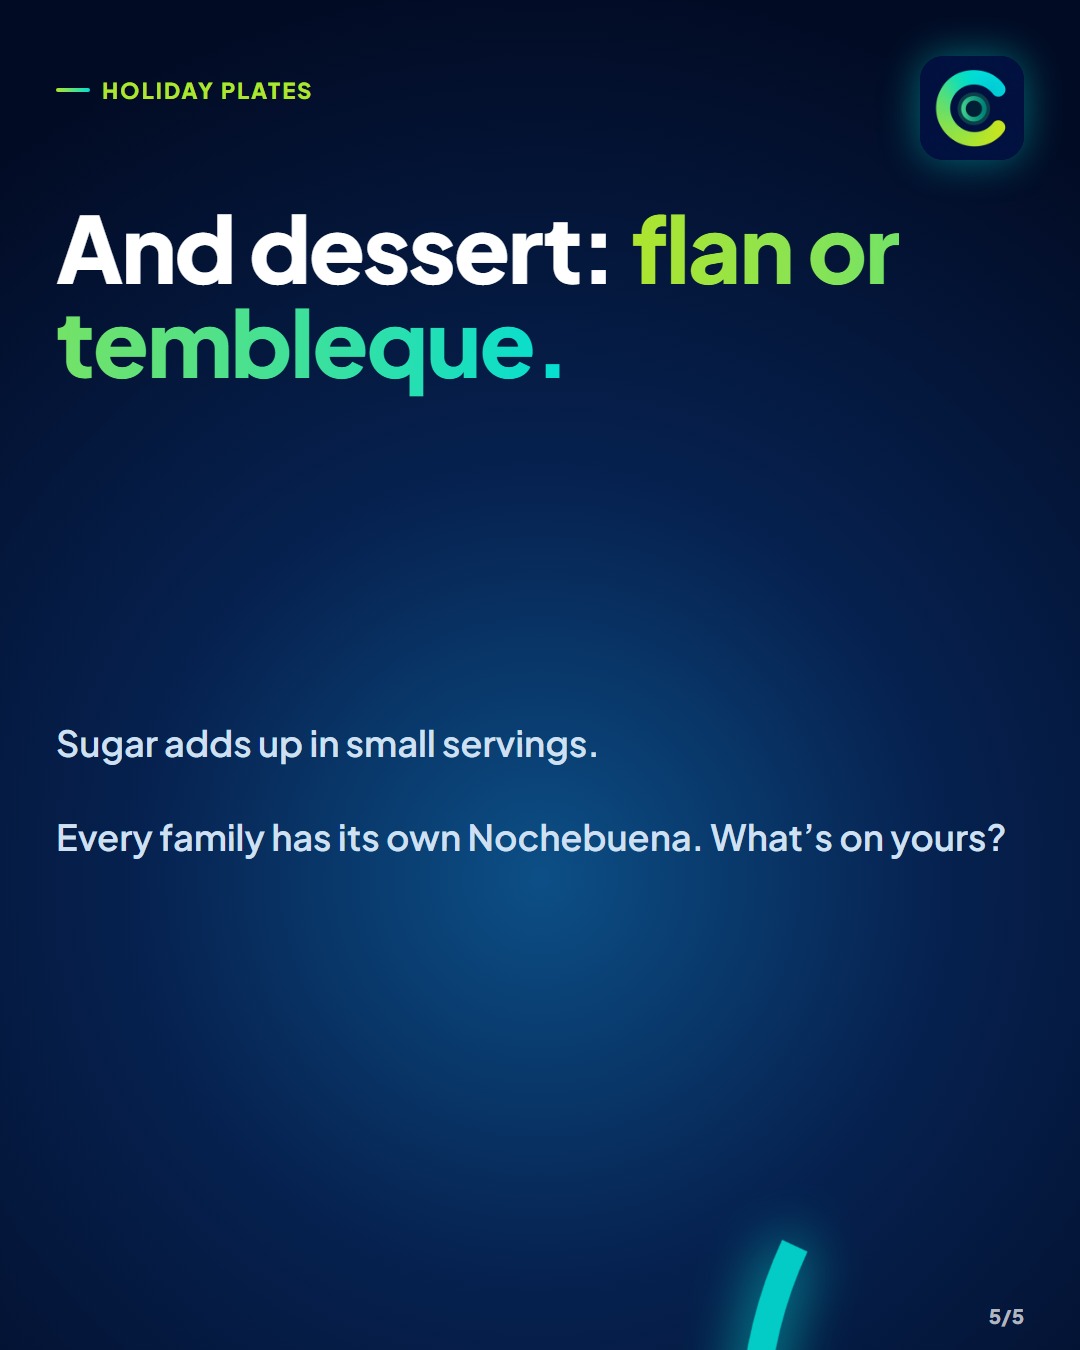 HOLIDAY PLATES
And dessert: flan or
tembleque.
Sugar adds up in small servings.
Every family has its own Nochebuena. What’s on yours?
5/5